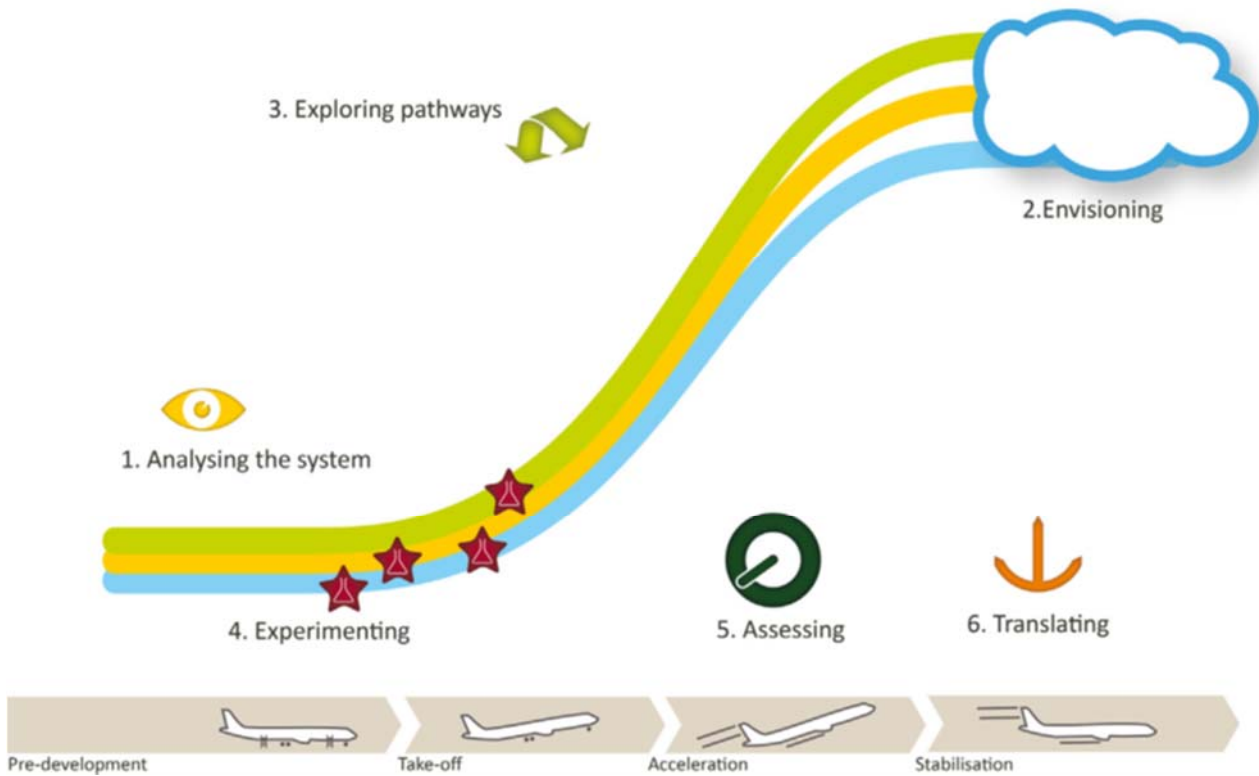 3. Exploring pathways
2.Envisioning
1. Analysing the system
4. Experimenting
5. Assessing
6. Translating
Pre-development
Take-off
Acceleration
Stabilisation